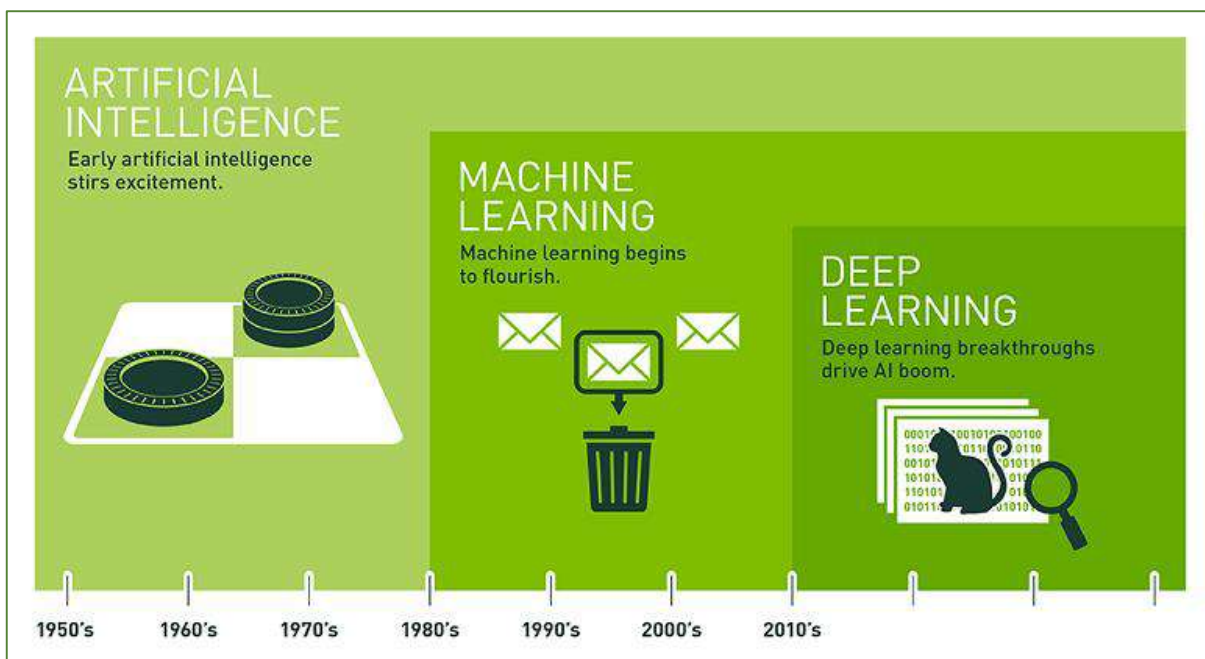 ARTIFICIAL
INTELLIGENCE
Early artificial intelligence
stirs excitement.
MACHINE
LEARNING
Machine learning begins
to flourish.
DEEP
LEARNING
Deep learning breakthroughs
drive AI boom.
1950's 1960's 1970's 1980's 1990's 2000's 2010's